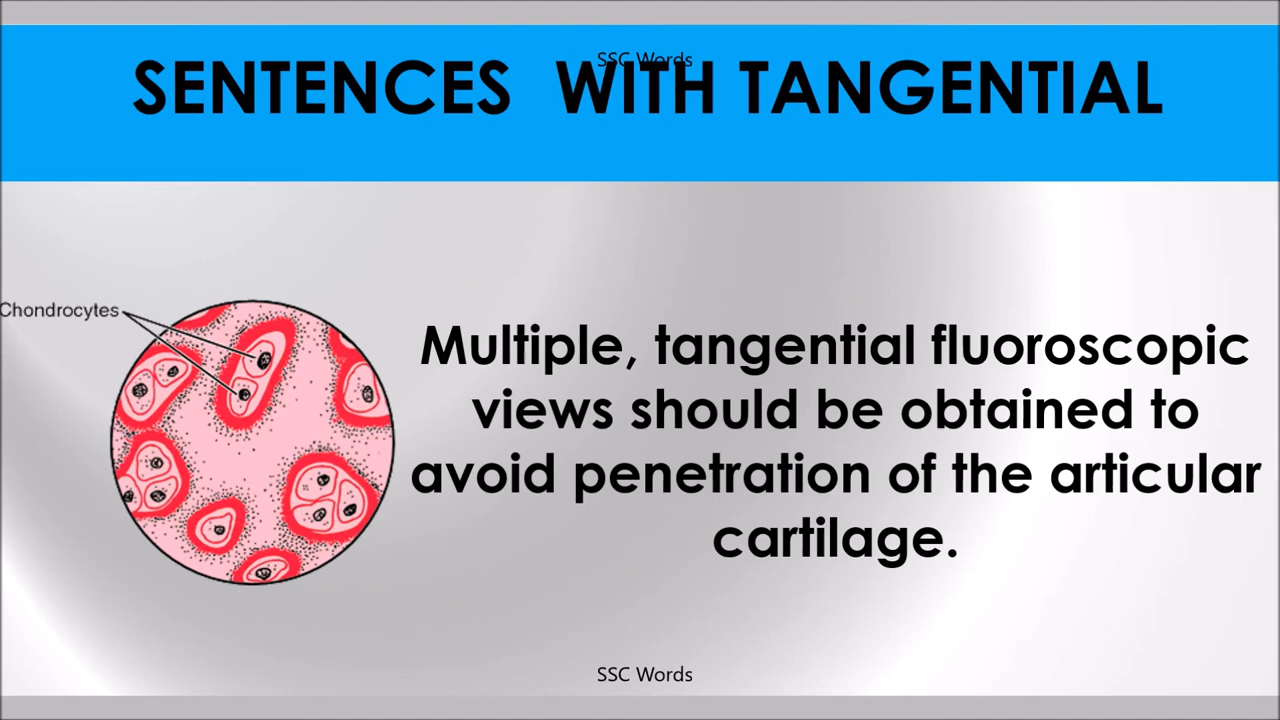 SSC Words
SENTENCES WITH TANGENTIAL
Chondrocytes
Multiple, tangential fluoroscopic
views should be obtained to
avoid penetration of the articular
cartilage.
SSC Words